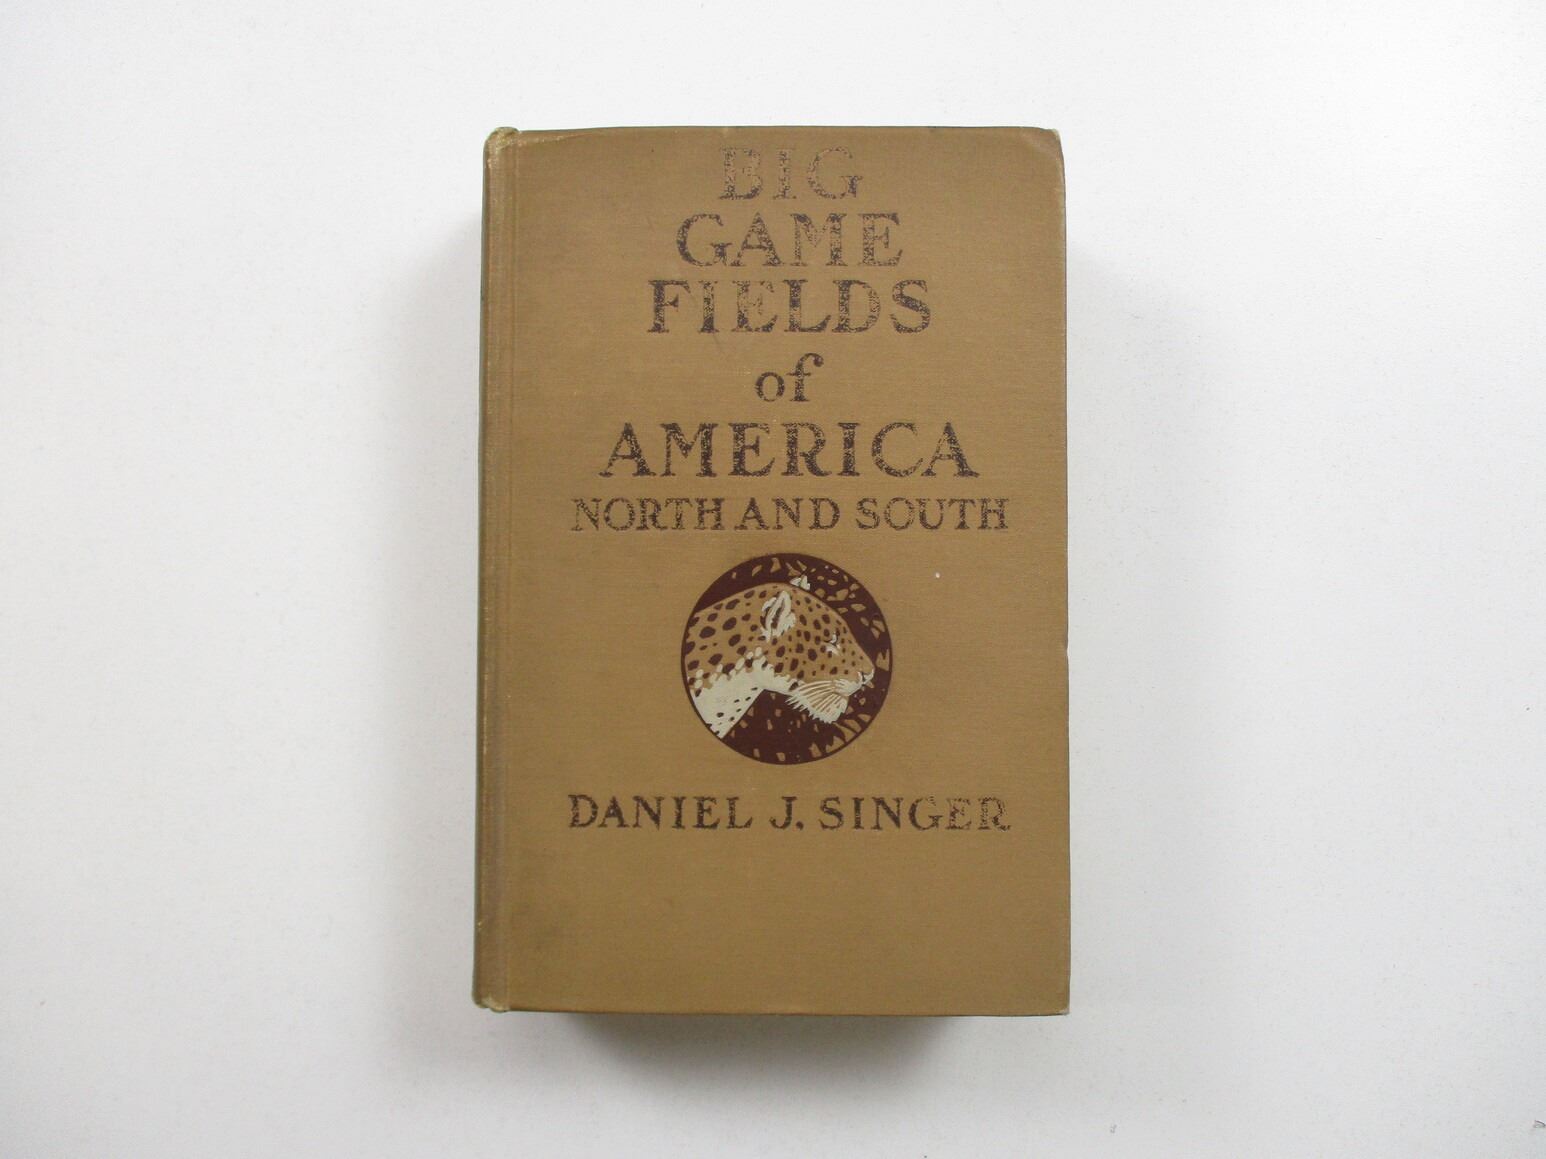 BIG
GAME
FIELDS
of
AMERICA
NORTH AND SOUTH
DANIEL J. SINGER